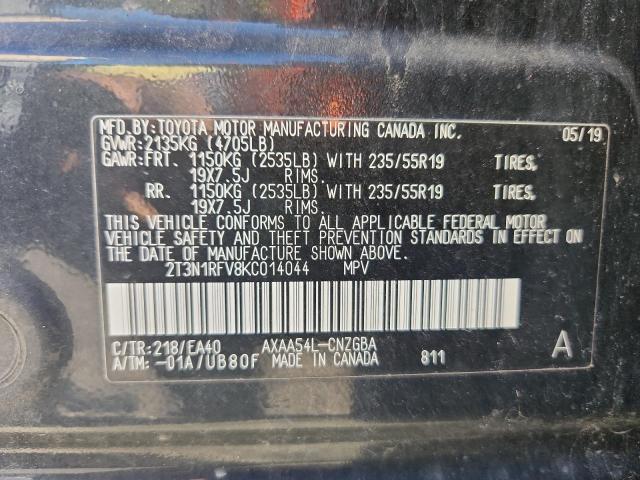 MFD.BY:TOYOTA MOTOR MANUFACTURING CANADA INC. 05/19
GVWR:2135KG (4705LB)
GAWR:FRT. 1150KG (2535LB) WITH 235/55R19 TIRES,
19X7.5J RIMS,
RR. 1150KG (2535LB) WITH 235/55R19 TIRES,
19X7.5J RIMS.
THIS VEHICLE CONFORMS TO ALL APPLICABLE FEDERAL MOTOR
VEHICLE SAFETY AND THEFT PREVENTION STANDARDS IN EFFECT ON
THE DATE OF MANUFACTURE SHOWN ABOVE.
2T3N1RFV8KC014044 MPV
C/TR:218/EA40 AXAA54L-CNZGBA
A/TM: -01A/UB80F MADE IN CANADA 811 A